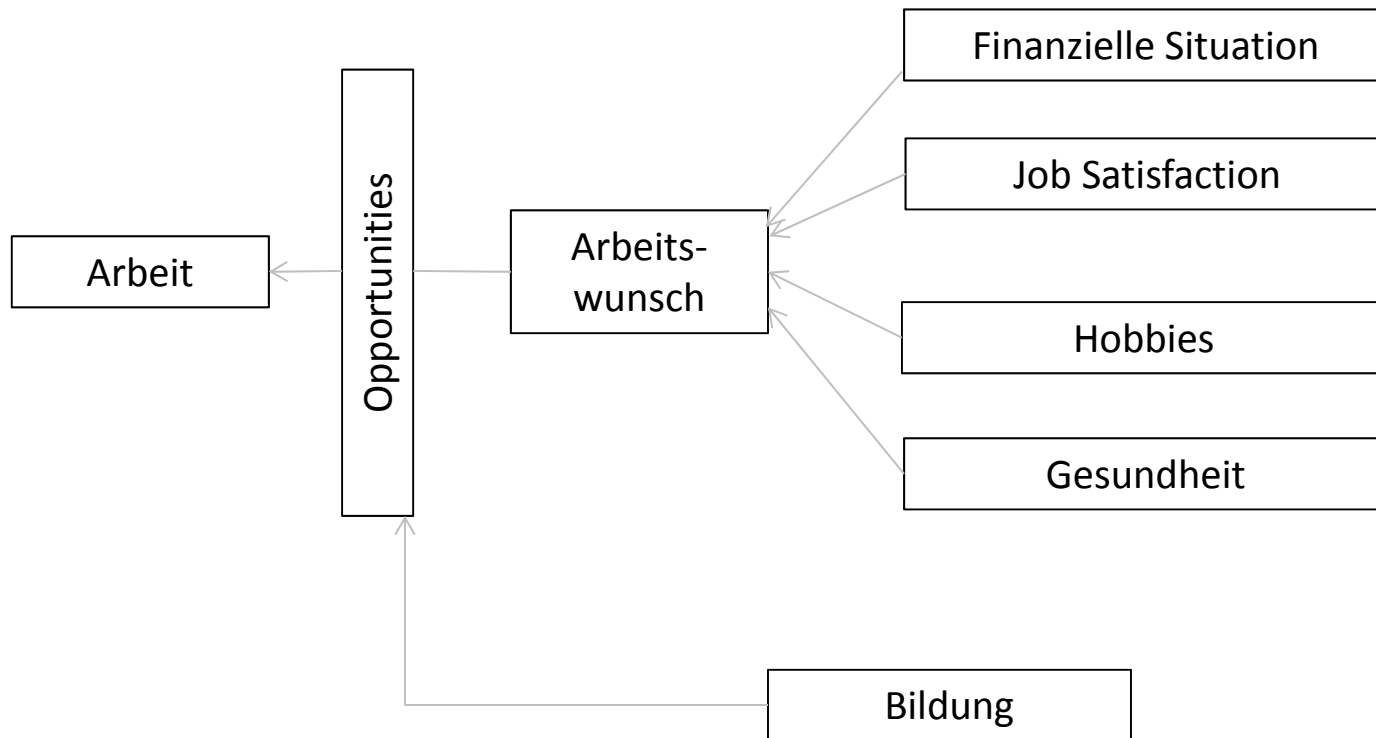 Finanzielle Situation
Job Satisfaction
Opportunities
Arbeits-
wunsch
Arbeit
Hobbies
Gesundheit
Bildung